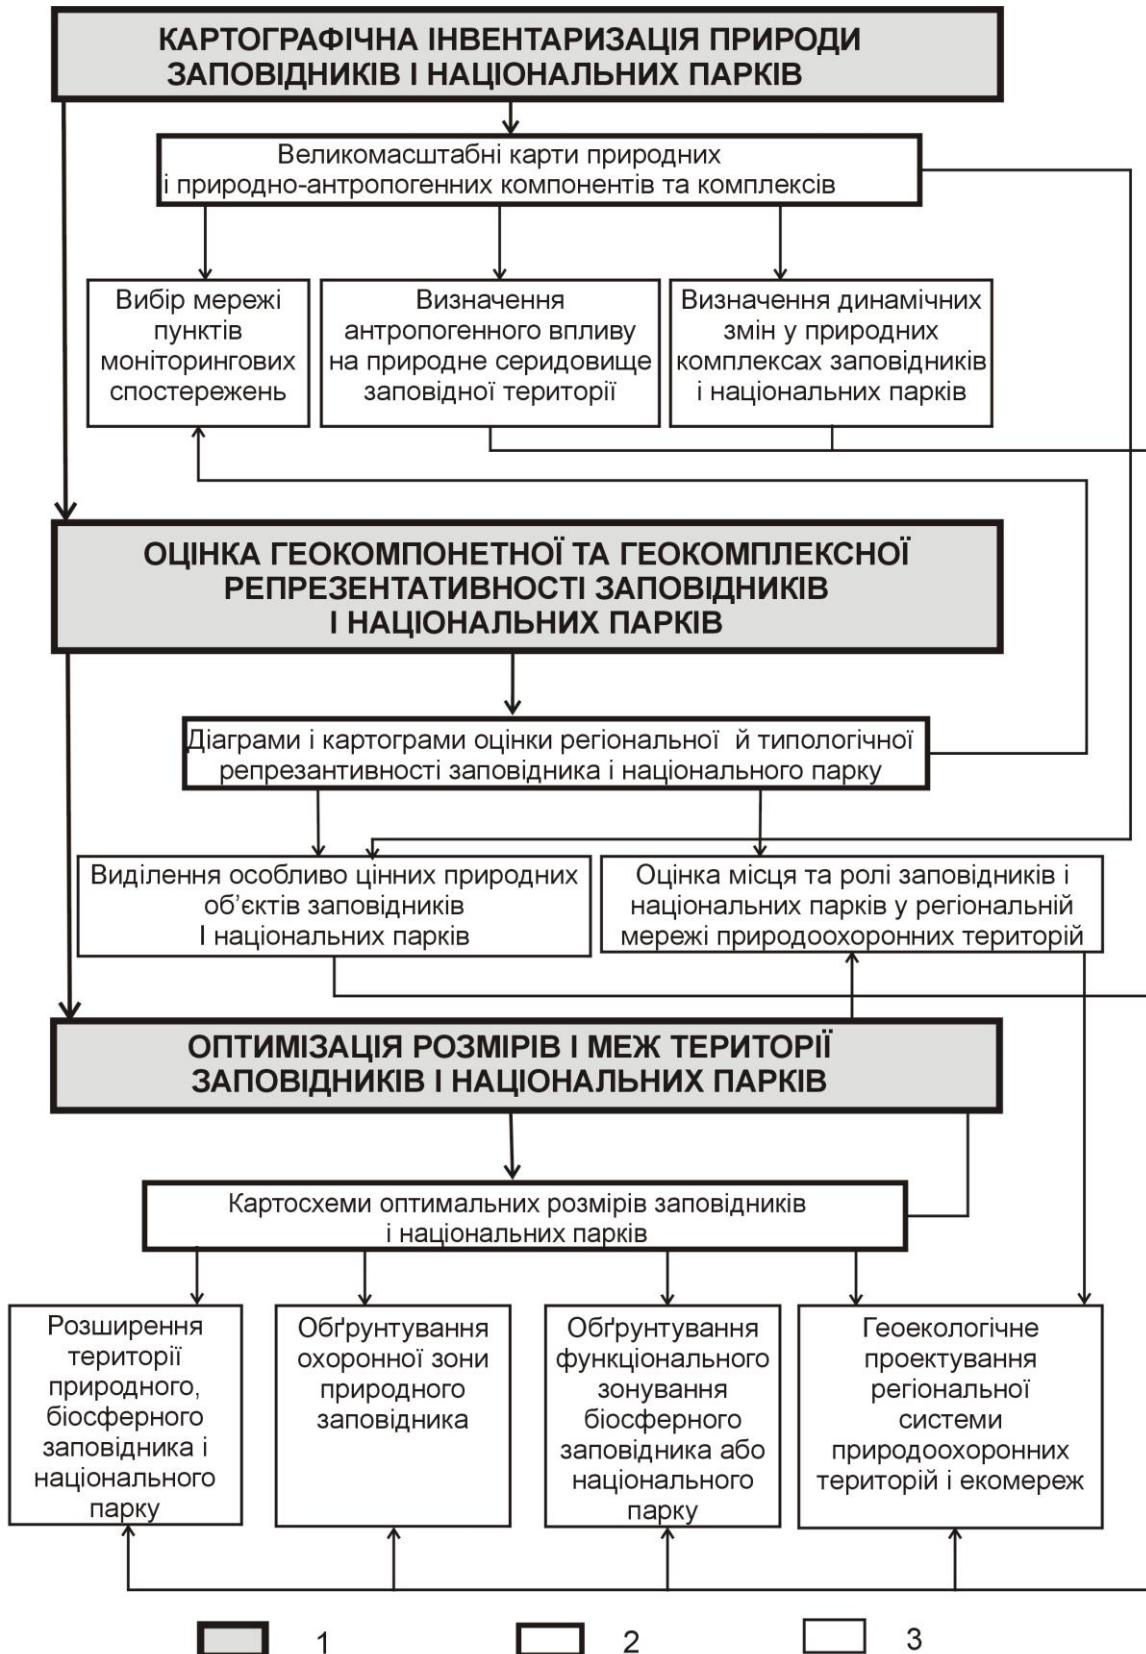 КАРТОГРАФІЧНА ІНВЕНТАРИЗАЦІЯ ПРИРОДИ
ЗАПОВІДНИКІВ І НАЦІОНАЛЬНИХ ПАРКІВ
Великомасштабні карти природних
і природно-антропогенних компонентів та комплексів
Вибір мережі
пунктів
моніторингових
спостережень
Визначення
антропогенного впливу
на природне серидовище
заповідної території
Визначення динамічних
змін у природних
комплексах заповідників
і національних парків
ОЦІНКА ГЕОКОМПОНЕТНОЇ ТА ГЕОКОМПЛЕКСНОЇ
РЕПРЕЗЕНТАТИВНОСТІ ЗАПОВІДНИКІВ
І НАЦІОНАЛЬНИХ ПАРКІВ
Діаграми і картограми оцінки регіональної й типологічної
репрезантивності заповідника і національного парку
Виділення особливо цінних природних
об’єктів заповідників
І національних парків
Оцінка місця та ролі заповідників і
національних парків у регіональній
мережі природоохоронних територій
ОПТИМІЗАЦІЯ РОЗМІРІВ І МЕЖ ТЕРИТОРІЇ
ЗАПОВІДНИКІВ І НАЦІОНАЛЬНИХ ПАРКІВ
Картосхеми оптимальних розмірів заповідників
і національних парків
Розширення
території
природного,
біосферного
заповідника і
національного
парку
Обґрунтування
охоронної зони
природного
заповідника
Обґрунтування
функціонального
зонування
біосферного
заповідника або
національного
парку
Геоекологічне
проектування
регіональної
системи
природоохоронних
територій і екомереж
1
2
3